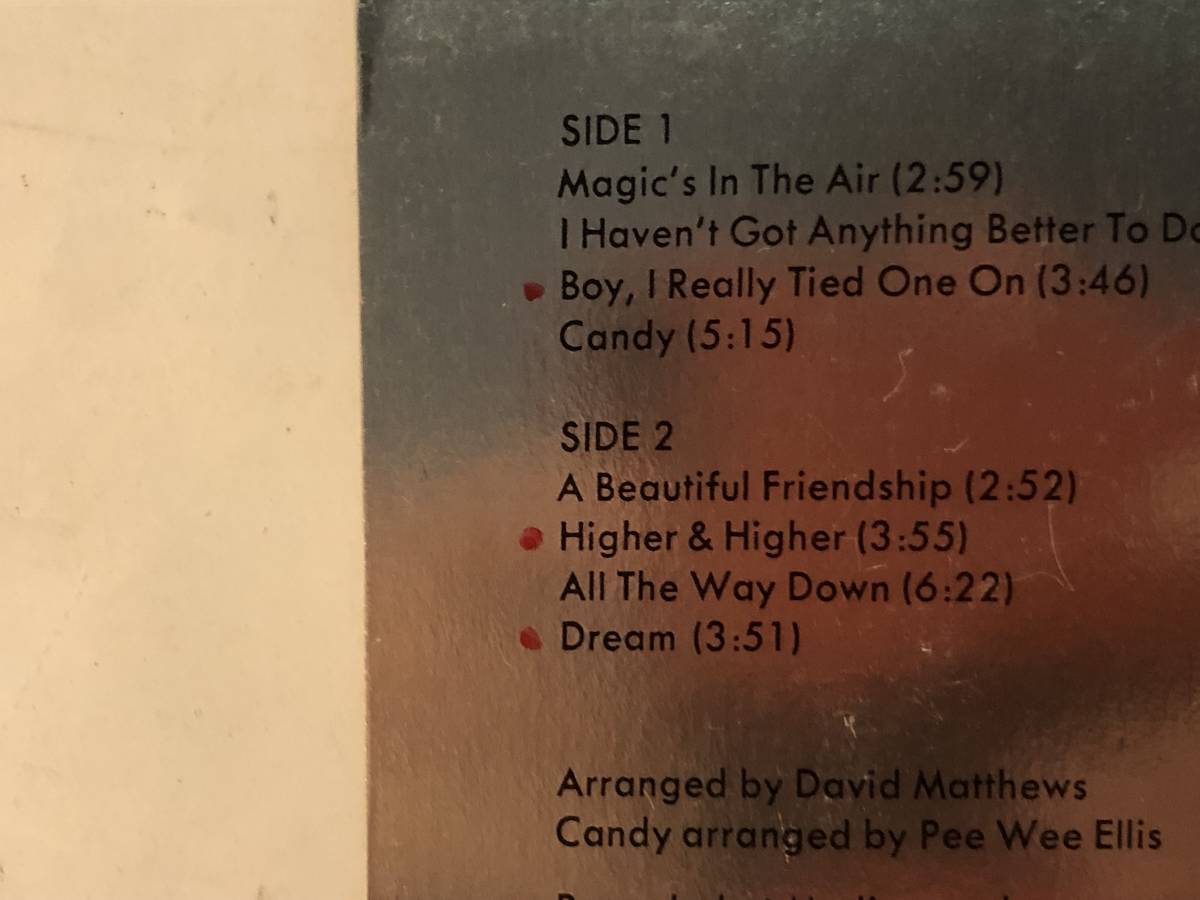 SIDE 1
Magic's In The Air (2:59)
I Haven't Got Anything Better To Do
Boy, I Really Tied One On (3:46)
Candy (5:15)
SIDE 2
A Beautiful Friendship (2:52)
Higher & Higher (3:55)
All The Way Down (6:22)
Dream (3:51)
Arranged by David Matthews
Candy arranged by Pee Wee Ellis